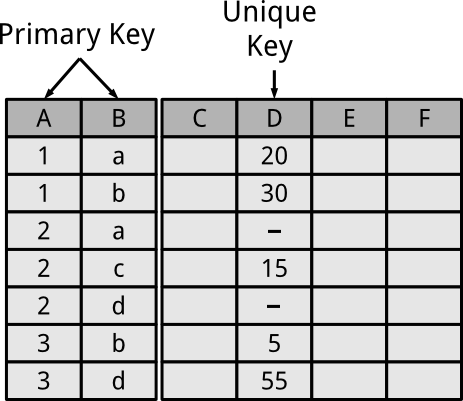 Primary Key
Unique
Key
A B C D E F
1 a 20
1 b 30
2 a –
2 c 15
2 d –
3 b 5
3 d 55